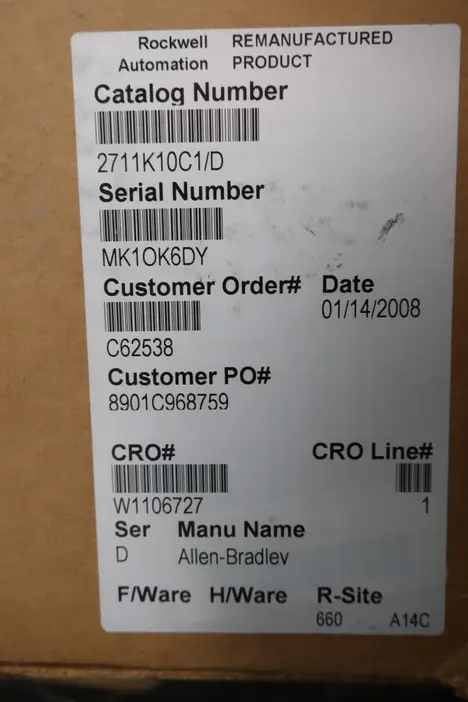 Rockwell REMANUFACTURED
Automation PRODUCT
Catalog Number
2711K10C1/D
Serial Number
MK1OK6DY
Customer Order# Date
01/14/2008
C62538
Customer PO#
8901C968759
CRO# CRO Line#
W1106727 1
Ser Manu Name
D Allen-Bradley
F/Ware H/Ware R-Site
660 A14C